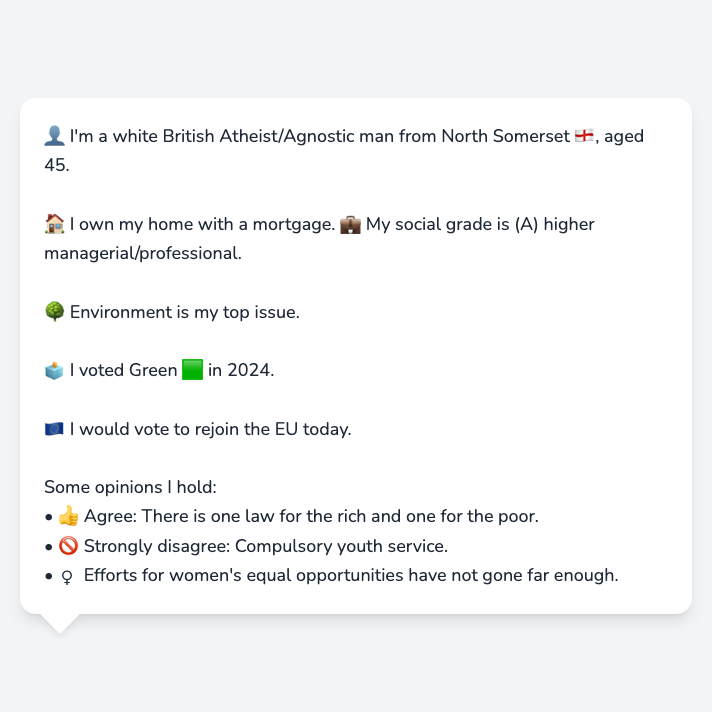 👤 I'm a white British Atheist/Agnostic man from North Somerset 🏴󠁧󠁢󠁥󠁮󠁧󠁿, aged
45.
🏠 I own my home with a mortgage. 💼 My social grade is (A) higher
managerial/professional.
🌳 Environment is my top issue.
🗳️ I voted Green 🟩 in 2024.
🇪🇺 I would vote to rejoin the EU today.
Some opinions I hold:
• 👍 Agree: There is one law for the rich and one for the poor.
• 🚫 Strongly disagree: Compulsory youth service.
• ♀ Efforts for women's equal opportunities have not gone far enough.